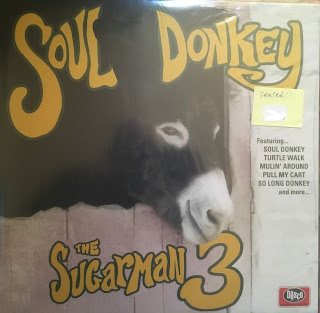 SOUL DONKEY
Sealed!
Featuring...
SOUL DONKEY
TURTLE WALK
MULIN' AROUND
PULL MY CART
SO LONG DONKEY
and more...
THE
SUGARMAN 3
DESCO